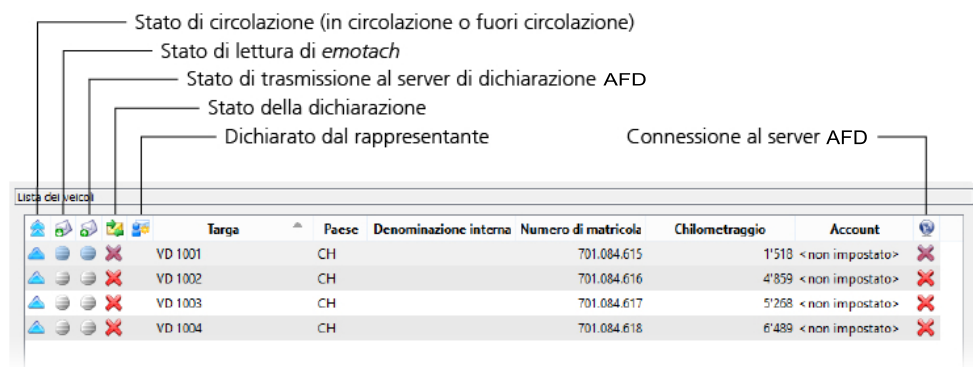 Stato di circolazione (in circolazione o fuori circolazione)
Stato di lettura di emotach
Stato di trasmissione al server di dichiarazione AFD
Stato della dichiarazione
Dichiarato dal rappresentante
Connessione al server AFD
Lista dei veicoli
Targa Paese Denominazione interna Numero di matricola Chilometraggio Account
VD 1001 CH 701.084.615 1'518 <non impostato>
VD 1002 CH 701.084.616 4'859 <non impostato>
VD 1003 CH 701.084.617 5'268 <non impostato>
VD 1004 CH 701.084.618 6'489 <non impostato>